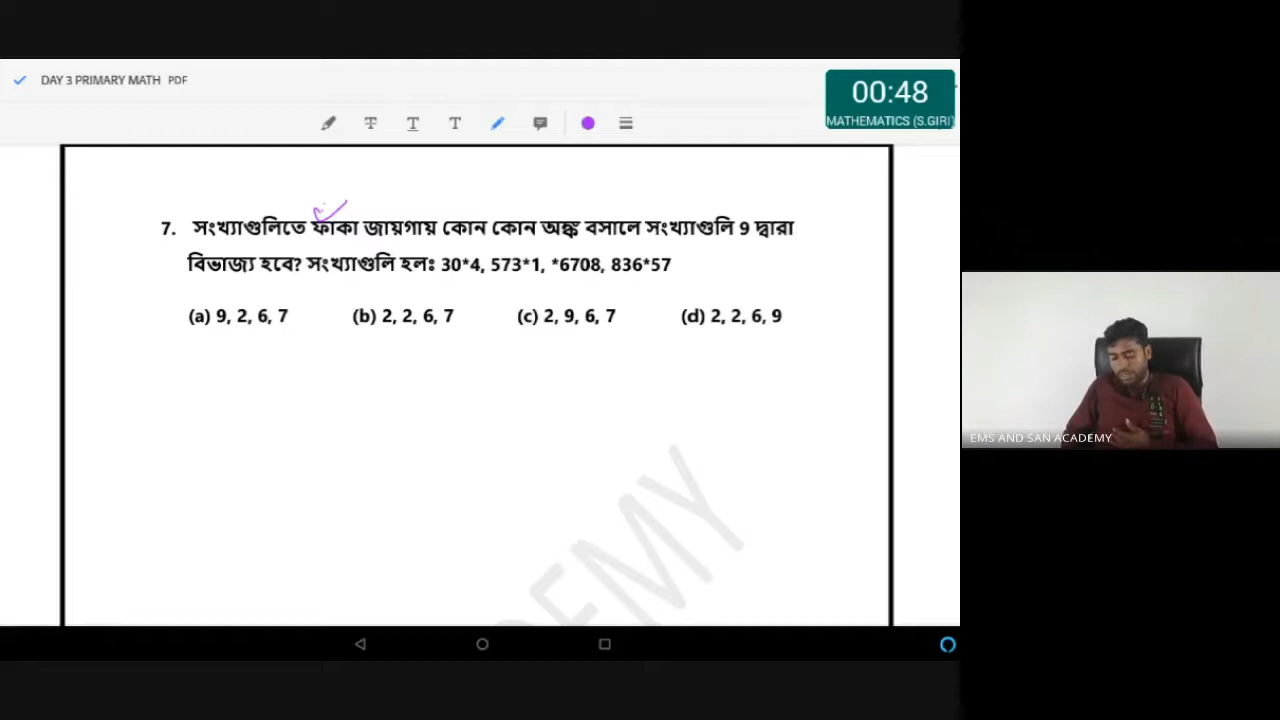 DAY 3 PRIMARY MATH PDF
00:48
MATHEMATICS (S.GIRI)
T T T
7. সংখ্যাগুলিতে ফাঁকা জায়গায় কোন কোন অঙ্ক বসালে সংখ্যাগুলি 9 দ্বারা
বিভাজ্য হবে? সংখ্যাগুলি হলঃ 30*4, 573*1, *6708, 836*57
(a) 9, 2, 6, 7 (b) 2, 2, 6, 7 (c) 2, 9, 6, 7 (d) 2, 2, 6, 9
EMS AND SAN ACADEMY